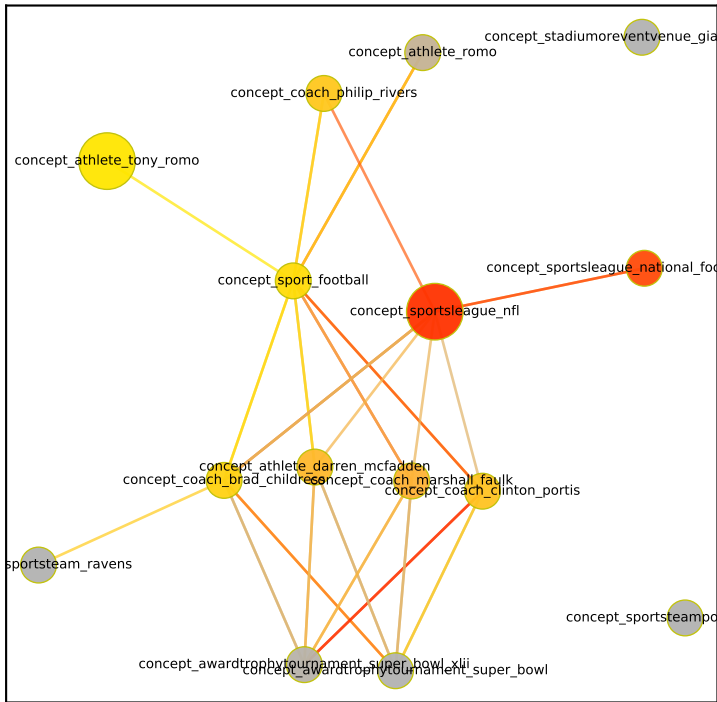 concept_stadiumoreventvenue_gia
concept_athlete_romo
concept_coach_philip_rivers
concept_athlete_tony_romo
concept_sport_football
concept_sportsleague_national_foo
concept_sportsleague_nfl
concept_athlete_darren_mcfadden
concept_coach_brad_childress
concept_coach_marshall_faulk
concept_coach_clinton_portis
sportsteam_ravens
concept_sportsteampo
concept_awardtrophytournament_super_bowl_xlii
concept_awardtrophytournament_super_bowl